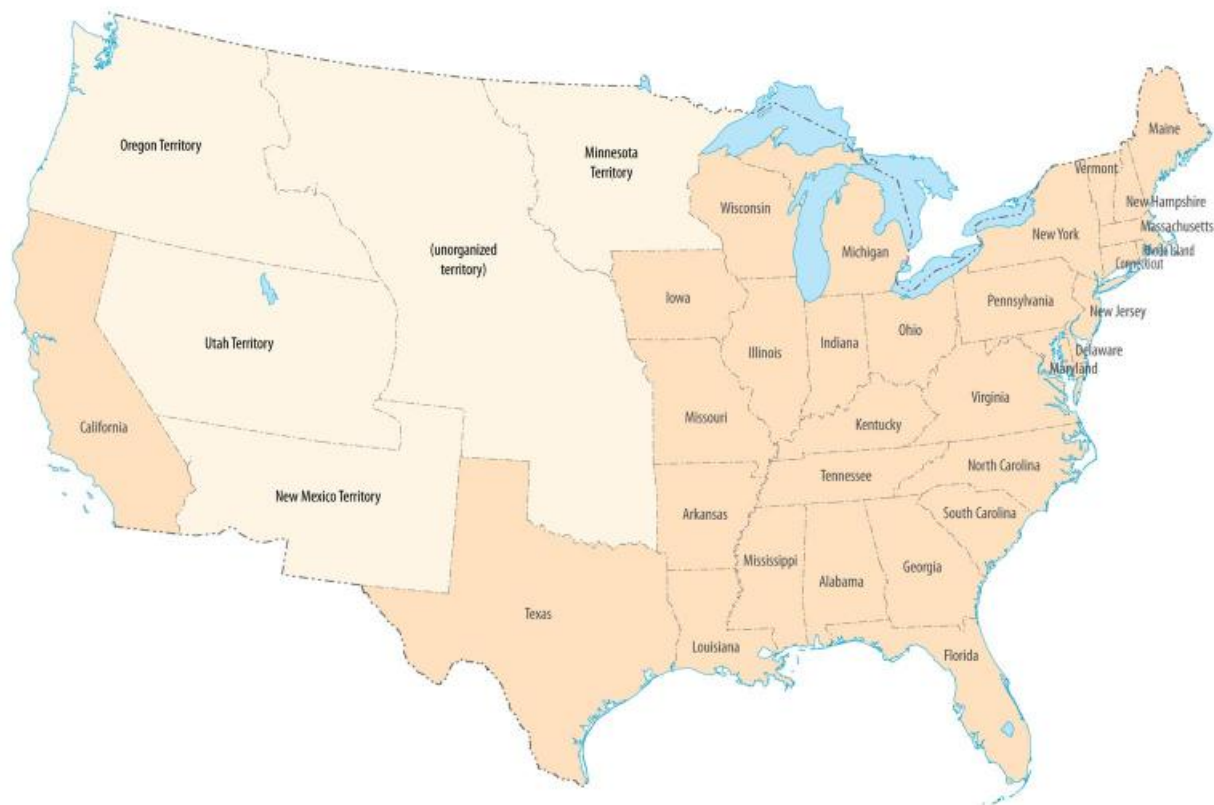 Oregon Territory
Minnesota
Territory
(unorganized
territory)
Utah Territory
New Mexico Territory
California
Texas
Wisconsin
Michigan
Iowa
Illinois
Indiana
Ohio
Missouri
Kentucky
Tennessee
Arkansas
Mississippi
Alabama
Georgia
Louisiana
Florida
Maine
Vermont
New Hampshire
Massachusetts
New York
Rhode Island
Connecticut
Pennsylvania
New Jersey
Delaware
Maryland
Virginia
North Carolina
South Carolina